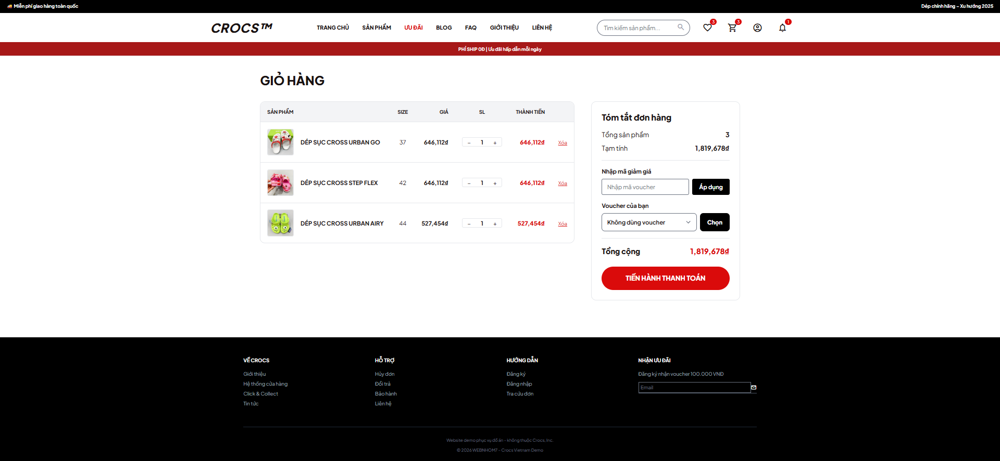 🚚 Miễn phí giao hàng toàn quốc
Dép chính hãng – Xu hướng 2025
CROCS™
TRANG CHỦ SẢN PHẨM ƯU ĐÃI BLOG FAQ GIỚI THIỆU LIÊN HỆ
Tìm kiếm sản phẩm...
3
3
1
PHÍ SHIP 0Đ | Ưu đãi hấp dẫn mỗi ngày
GIỎ HÀNG
SẢN PHẨM SIZE GIÁ SL THÀNH TIỀN
DÉP SỤC CROSS URBAN GO 37 646,112₫ − 1 + 646,112₫ Xóa
DÉP SỤC CROSS STEP FLEX 42 646,112₫ − 1 + 646,112₫ Xóa
DÉP SỤC CROSS URBAN AIRY 44 527,454₫ − 1 + 527,454₫ Xóa
Tóm tắt đơn hàng
Tổng sản phẩm 3
Tạm tính 1,819,678₫
Nhập mã giảm giá
Nhập mã voucher Áp dụng
Voucher của bạn
Không dùng voucher Chọn
Tổng cộng 1,819,678₫
TIẾN HÀNH THANH TOÁN
VỀ CROCS
Giới thiệu
Hệ thống cửa hàng
Click & Collect
Tin tức
HỖ TRỢ
Hủy đơn
Đổi trả
Bảo hành
Liên hệ
HƯỚNG DẪN
Đăng ký
Đăng nhập
Tra cứu đơn
NHẬN ƯU ĐÃI
Đăng ký nhận voucher 100.000 VNĐ
Email
Website demo phục vụ đồ án – không thuộc Crocs, Inc.
© 2026 WEBNHOM7 – Crocs Vietnam Demo